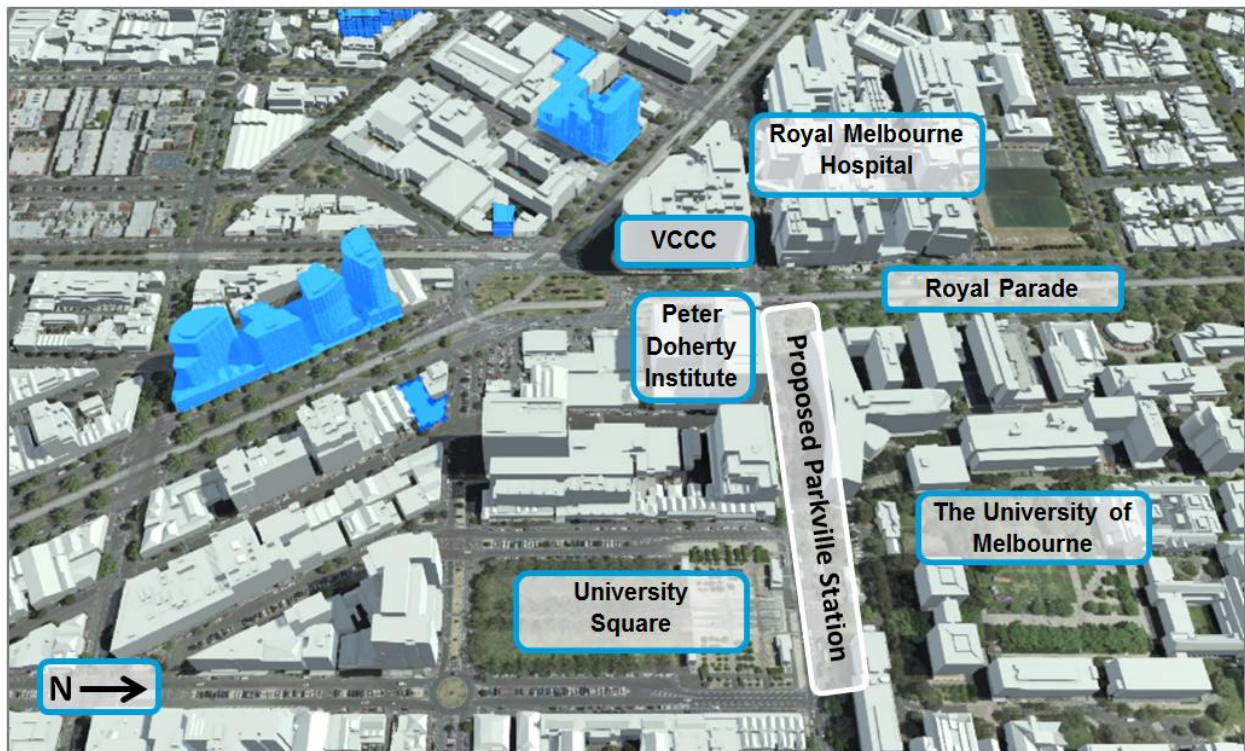 Royal Melbourne
Hospital
VCCC
Royal Parade
Peter
Doherty
Institute
Proposed Parkville Station
The University of
Melbourne
University
Square
N